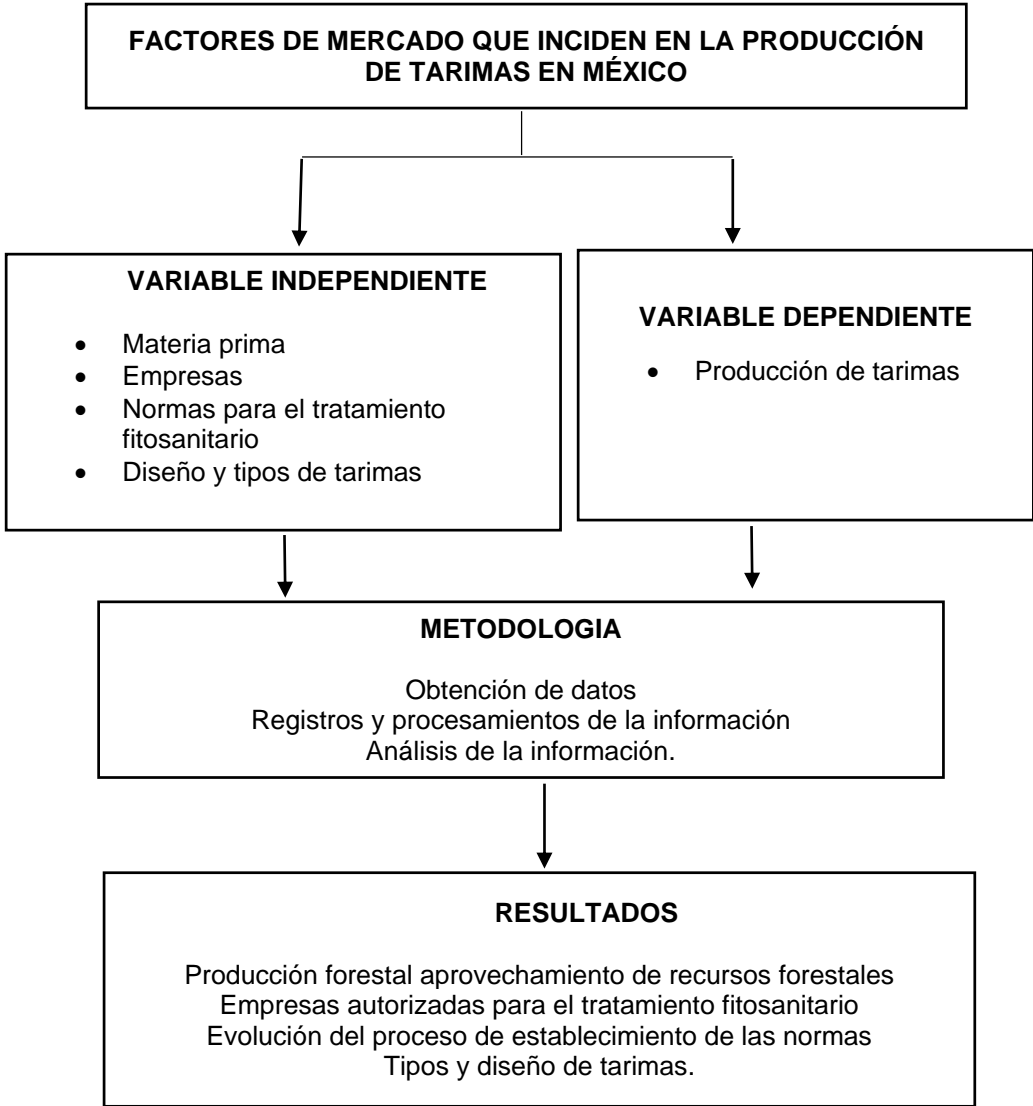 FACTORES DE MERCADO QUE INCIDEN EN LA PRODUCCIÓN
DE TARIMAS EN MÉXICO
VARIABLE INDEPENDIENTE
• Materia prima
• Empresas
• Normas para el tratamiento
fitosanitario
• Diseño y tipos de tarimas
VARIABLE DEPENDIENTE
• Producción de tarimas
METODOLOGIA
Obtención de datos
Registros y procesamientos de la información
Análisis de la información.
RESULTADOS
Producción forestal aprovechamiento de recursos forestales
Empresas autorizadas para el tratamiento fitosanitario
Evolución del proceso de establecimiento de las normas
Tipos y diseño de tarimas.